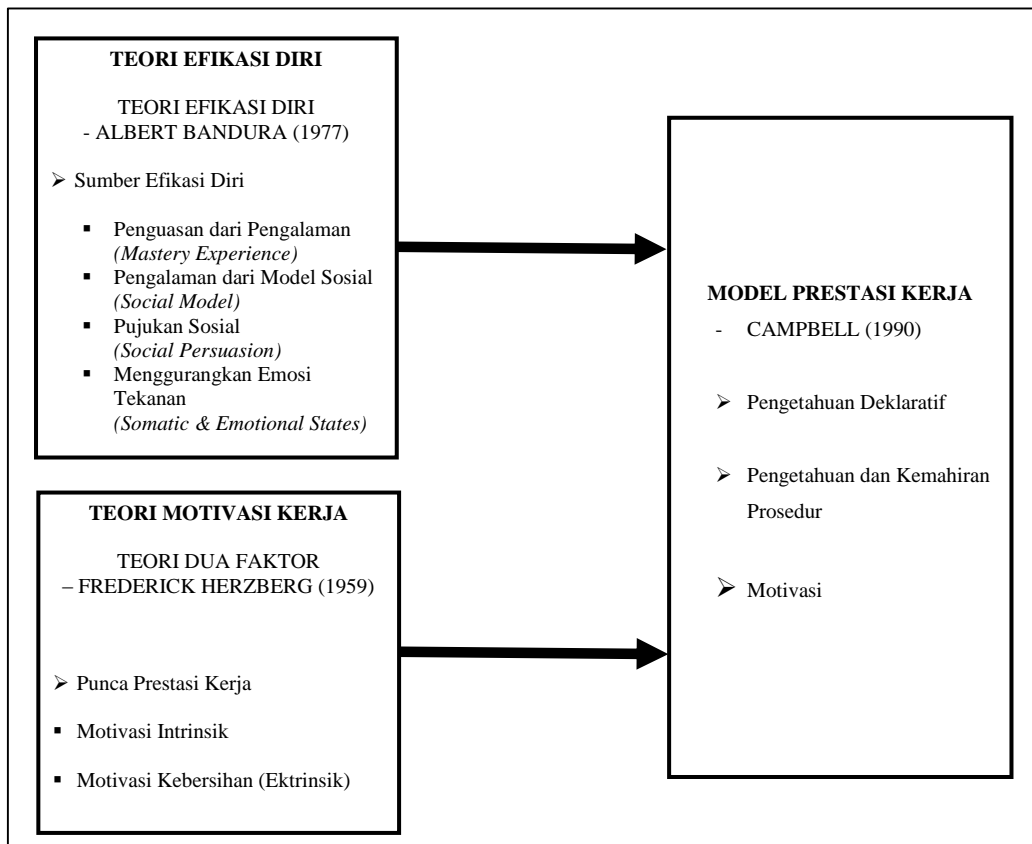 TEORI EFIKASI DIRI
TEORI EFIKASI DIRI
- ALBERT BANDURA (1977)
➢ Sumber Efikasi Diri
▪ Penguasan dari Pengalaman
(Mastery Experience)
▪ Pengalaman dari Model Sosial
(Social Model)
▪ Pujukan Sosial
(Social Persuasion)
▪ Menggurangkan Emosi
Tekanan
(Somatic & Emotional States)
TEORI MOTIVASI KERJA
TEORI DUA FAKTOR
– FREDERICK HERZBERG (1959)
➢ Punca Prestasi Kerja
▪ Motivasi Intrinsik
▪ Motivasi Kebersihan (Ektrinsik)
MODEL PRESTASI KERJA
- CAMPBELL (1990)
➢ Pengetahuan Deklaratif
➢ Pengetahuan dan Kemahiran
Prosedur
➢ Motivasi